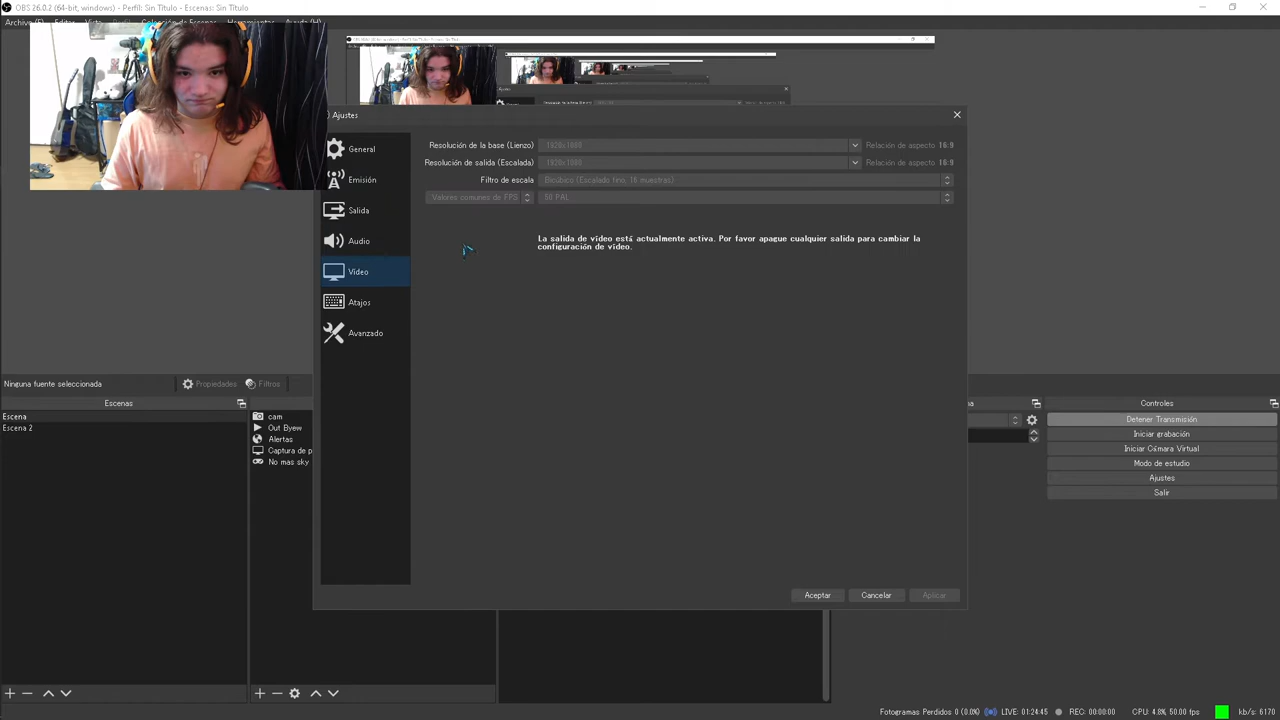 OBS 26.0.2 (64-bit, windows) - Perfil: Sin Título - Escenas: Sin Título
Ajustes
General
Emisión
Salida
Audio
Vídeo
Atajos
Avanzado
Resolución de la base (Lienzo)
1920x1080
Relación de aspecto 16:9
Resolución de salida (Escalada)
1920x1080
Relación de aspecto 16:9
Filtro de escala
Bicúbico (Escalado fino, 16 muestras)
Valores comunes de FPS
50 PAL
La salida de vídeo está actualmente activa. Por favor apague cualquier salida para cambiar la
configuración de vídeo.
Aceptar
Cancelar
Aplicar
Ninguna fuente seleccionada
Propiedades
Filtros
Escenas
Escena
Escena 2
cam
Out Byew
Alertas
Captura de p
No mas sky
Controles
Detener Transmisión
Iniciar grabación
Iniciar Cámara Virtual
Modo de estudio
Ajustes
Salir
Fotogramas Perdidos 0 (0.0%)
LIVE: 01:24:45
REC: 00:00:00
CPU: 4.8%, 50.00 fps
kb/s: 6170